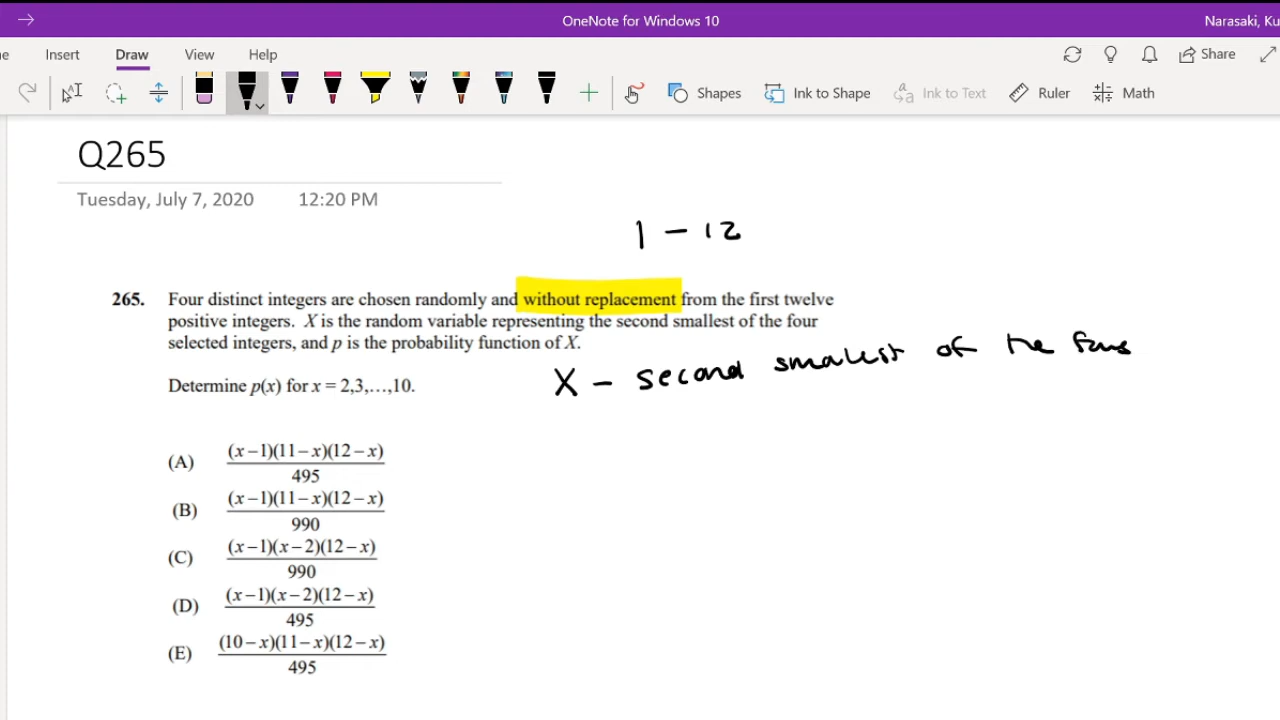 OneNote for Windows 10
Narasaki, Ku
Insert Draw View Help
Share
Shapes Ink to Shape Ink to Text Ruler Math
Q265
Tuesday, July 7, 2020 12:20 PM
1 – 12
265. Four distinct integers are chosen randomly and without replacement from the first twelve
positive integers. X is the random variable representing the second smallest of the four
selected integers, and p is the probability function of X.
X – second smallest of the four
Determine p(x) for x = 2,3,…,10.
(A) (x−1)(11−x)(12−x)
495
(B) (x−1)(11−x)(12−x)
990
(C) (x−1)(x−2)(12−x)
990
(D) (x−1)(x−2)(12−x)
495
(E) (10−x)(11−x)(12−x)
495